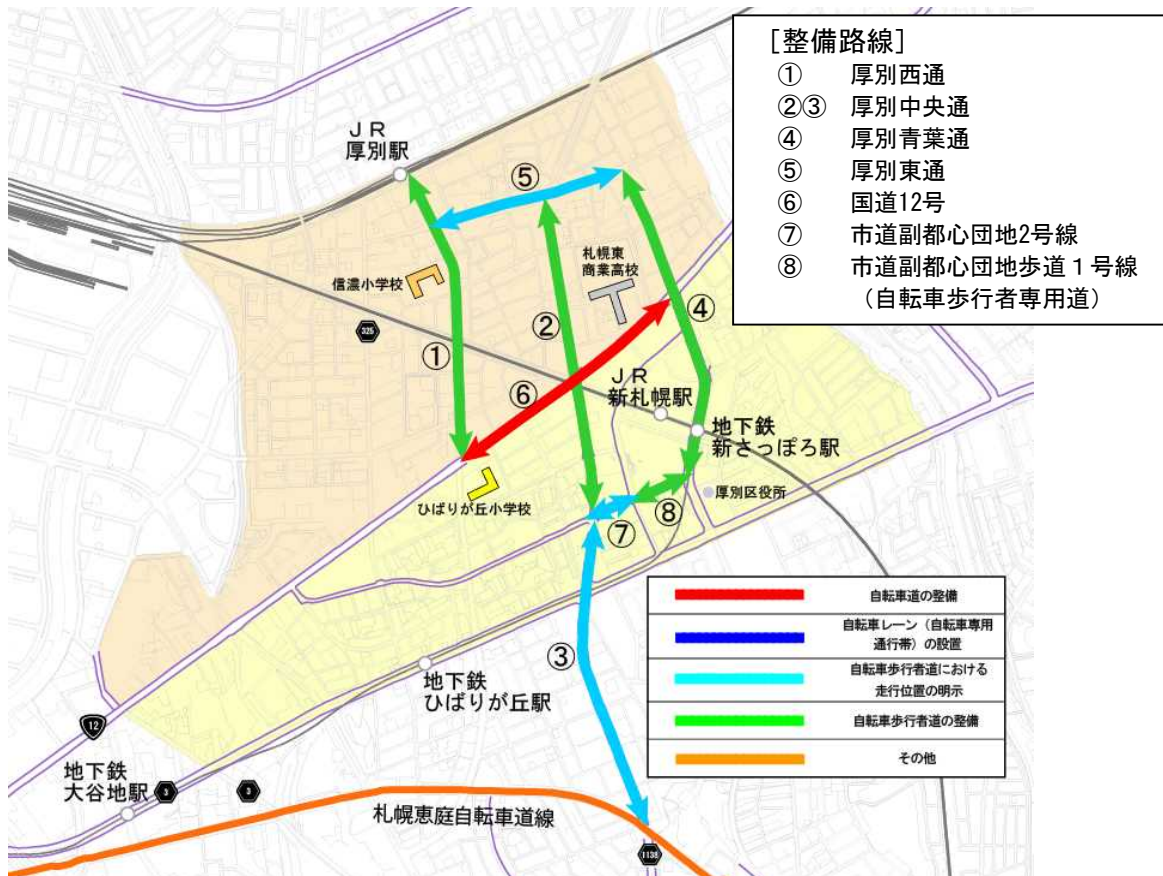 [整備路線]
① 厚別西通
②③ 厚別中央通
④ 厚別青葉通
⑤ 厚別東通
⑥ 国道12号
⑦ 市道副都心団地2号線
⑧ 市道副都心団地歩道1号線
(自転車歩行者専用道)
JR
厚別駅
⑤
札幌東
商業高校
信濃小学校
325
①
②
④
⑥
JR
新札幌駅
地下鉄
新さっぽろ駅
ひばりが丘小学校
厚別区役所
⑦
⑧
③
地下鉄
ひばりが丘駅
12
地下鉄
大谷地駅
3
3
札幌恵庭自転車道線
1138
自転車道の整備
自転車レーン(自転車専用
通行帯)の設置
自転車歩行者道における
走行位置の明示
自転車歩行者道の整備
その他